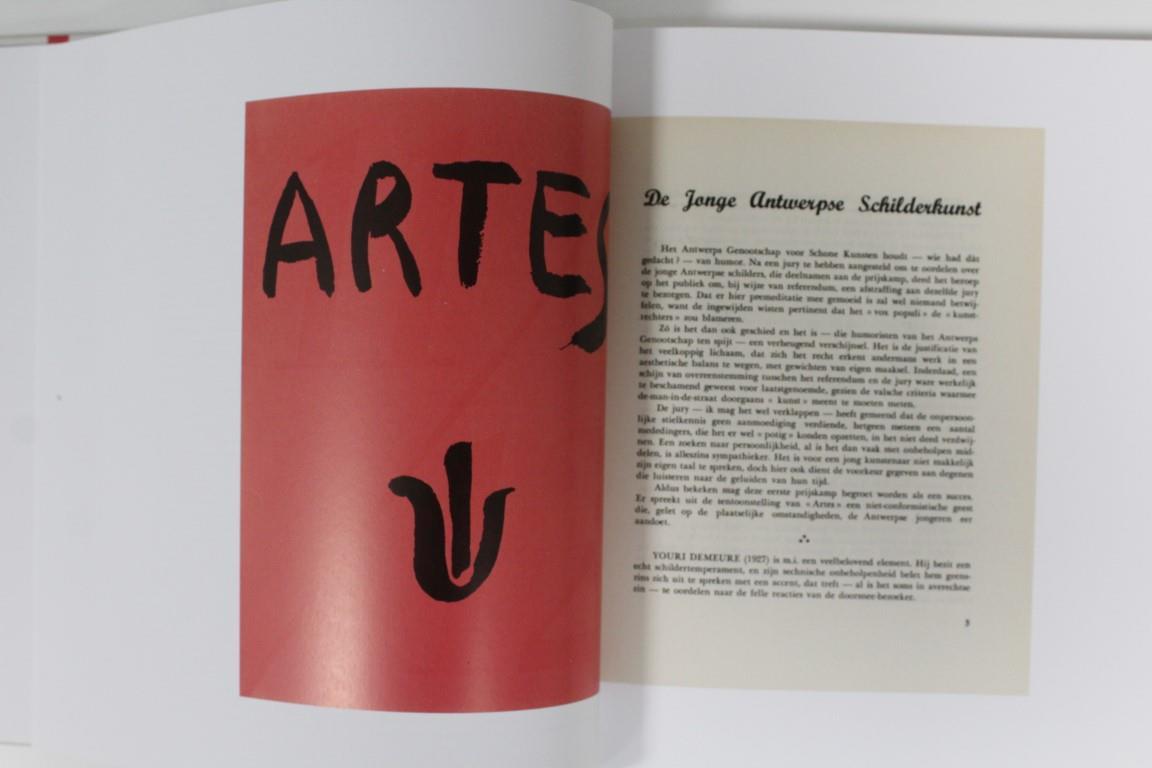 ARTES
De Jonge Antwerpse Schilderkunst
Het Antwerps Genootschap voor Schone Kunsten houdt — wie had dàt
gedacht ? — van humor. Na een jury te hebben aangesteld om te oordelen over
de jonge Antwerpse schilders, die deelnamen aan de prijskamp, deed het beroep
op het publiek om, bij wijze van referendum, een afstraffing aan dezelfde jury
te bezorgen. Dat er hier premeditatie mee gemoeid is zal wel niemand betwij-
felen, want de ingewijden wisten pertinent dat het « vox populi » de « kunst-
rechters » zou blameren.
Zó is het dan ook geschied en het is — die humoristen van het Antwerps
Genootschap ten spijt — een verheugend verschijnsel. Het is de justificatie van
het veelkoppig lichaam, dat zich het recht erkent andermans werk in een
aesthetische balans te wegen, met gewichten van eigen maaksel. Inderdaad, een
schijn van overeenstemming tusschen het referendum en de jury ware werkelijk
te beschamend geweest voor laatstgenoemde, gezien de valsche criteria waarmee
de-man-in-de-straat doorgaans « kunst » meent te moeten meten.
De jury — ik mag het wel verklappen — heeft gemeend dat de onpersoon-
lijke stielkennis geen aanmoediging verdiende, hetgeen meteen een aantal
mededingers, die het er wel « potig » konden opzetten, in het niet deed verdwij-
nen. Een zoeken naar persoonlijkheid, al is het dan vaak met onbeholpen mid-
delen, is alleszins sympathieker. Het is voor een jong kunstenaar niet makkelijk
zijn eigen taal te spreken, doch hier ook dient de voorkeur gegeven aan degenen
die luisteren naar de geluiden van hun tijd.
Aldus bekeken mag deze eerste prijskamp begroet worden als een succes.
Er spreekt uit de tentoonstelling van « Artes » een niet-conformistische geest
die, gelet op de plaatselijke omstandigheden, de Antwerpse jongeren eer
aandoet.
YOURI DEMEURE (1927) is m.i. een veelbelovend element. Hij bezit een
echt schildertemperament, en zijn technische onbeholpenheid belet hem geens-
zins zich uit te spreken met een accent, dat treft — al is het soms in averechtse
zin — te oordelen naar de felle reacties van de doorsnee-bezoeker.
5